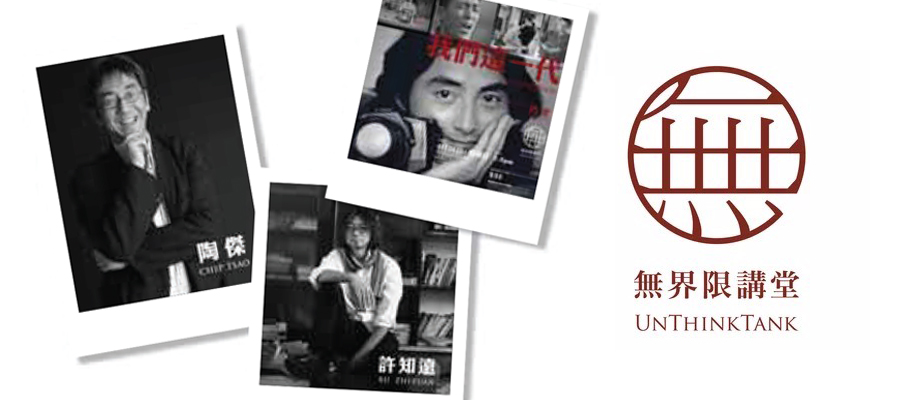 陶傑
CHIP TSAO
我們這一代
許知遠
XU ZHIYUAN
無
無界限講堂
UNTHINKTANK